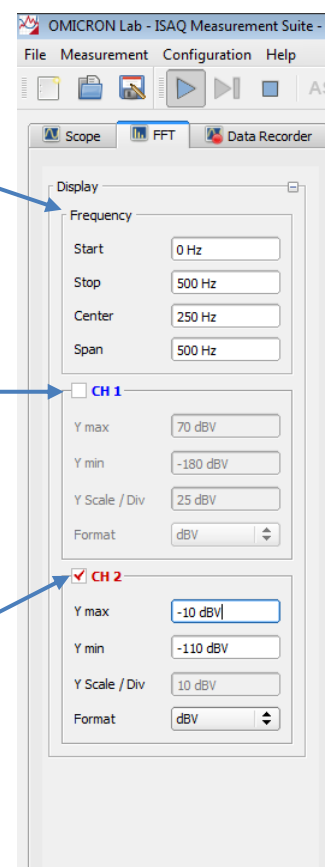 OMICRON Lab - ISAQ Measurement Suite -
File Measurement Configuration Help
Scope FFT Data Recorder
Display
Frequency
Start 0 Hz
Stop 500 Hz
Center 250 Hz
Span 500 Hz
CH 1
Y max 70 dBV
Y min -180 dBV
Y Scale / Div 25 dBV
Format dBV
CH 2
Y max -10 dBV
Y min -110 dBV
Y Scale / Div 10 dBV
Format dBV